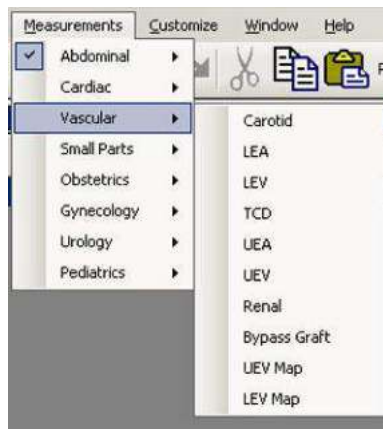 Measurements Customize Window Help
Abdominal
Cardiac
Vascular
Small Parts
Obstetrics
Gynecology
Urology
Pediatrics
Carotid
LEA
LEV
TCD
UEA
UEV
Renal
Bypass Graft
UEV Map
LEV Map